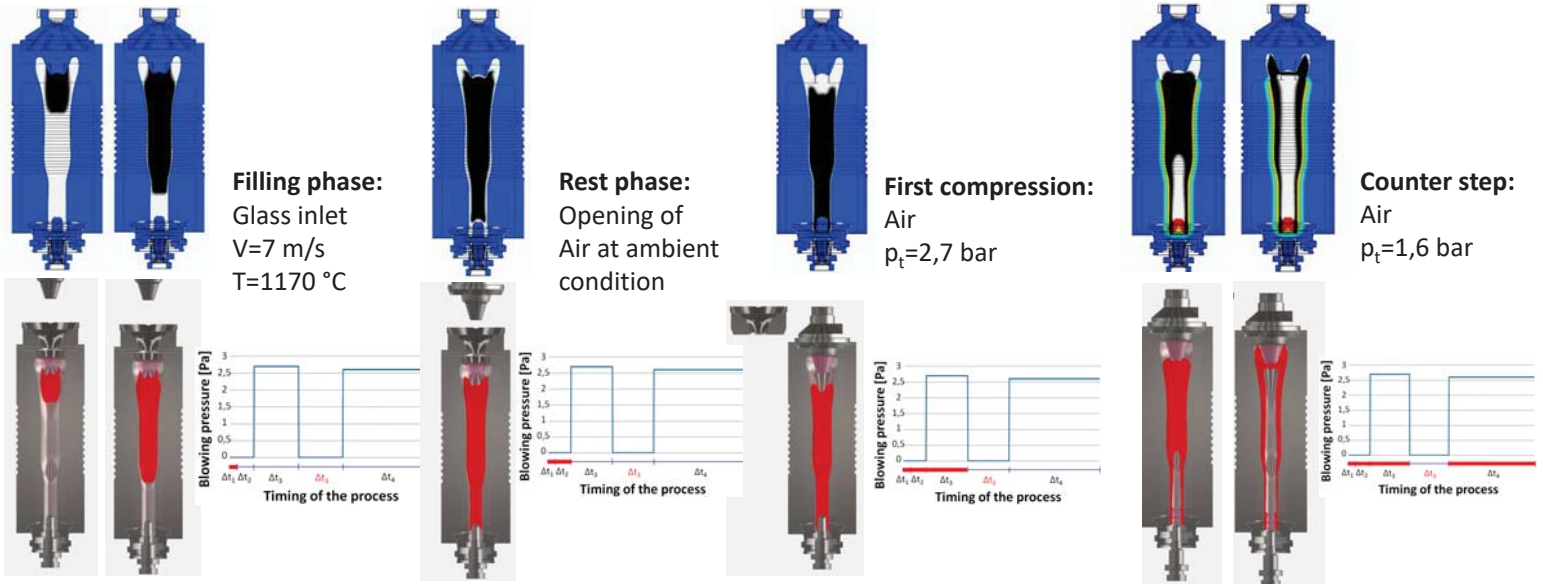 Filling phase:
Glass inlet
V=7 m/s
T=1170 °C
Rest phase:
Opening of
Air at ambient
condition
First compression:
Air
pt=2,7 bar
Counter step:
Air
pt=1,6 bar
Blowing pressure [Pa]
3
2,5
2
1,5
1
0,5
0
Δt1 Δt2 Δt3 Δt3 Δt4
Timing of the process
Blowing pressure [Pa]
3
2,5
2
1,5
1
0,5
0
Δt1 Δt2 Δt3 Δt3 Δt4
Timing of the process
Blowing pressure [Pa]
3
2,5
2
1,5
1
0,5
0
Δt1 Δt2 Δt3 Δt3 Δt4
Timing of the process
Blowing pressure [Pa]
3
2,5
2
1,5
1
0,5
0
Δt1 Δt2 Δt3 Δt3 Δt4
Timing of the process